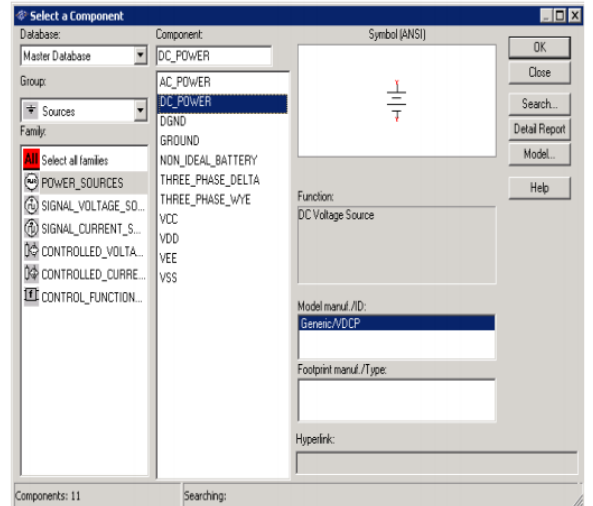 Select a Component
Database:
Master Database
Group:
Sources
Family:
All Select all families
POWER_SOURCES
SIGNAL_VOLTAGE_SO...
SIGNAL_CURRENT_S...
CONTROLLED_VOLTA...
CONTROLLED_CURRE...
CONTROL_FUNCTION...
Component:
DC_POWER
AC_POWER
DC_POWER
DGND
GROUND
NON_IDEAL_BATTERY
THREE_PHASE_DELTA
THREE_PHASE_WYE
VCC
VDD
VEE
VSS
Symbol (ANSI)
Function:
DC Voltage Source
Model manuf./ID:
Generic/VDCP
Footprint manuf./Type:
Hyperlink:
OK
Close
Search...
Detail Report
Model...
Help
Components: 11
Searching: